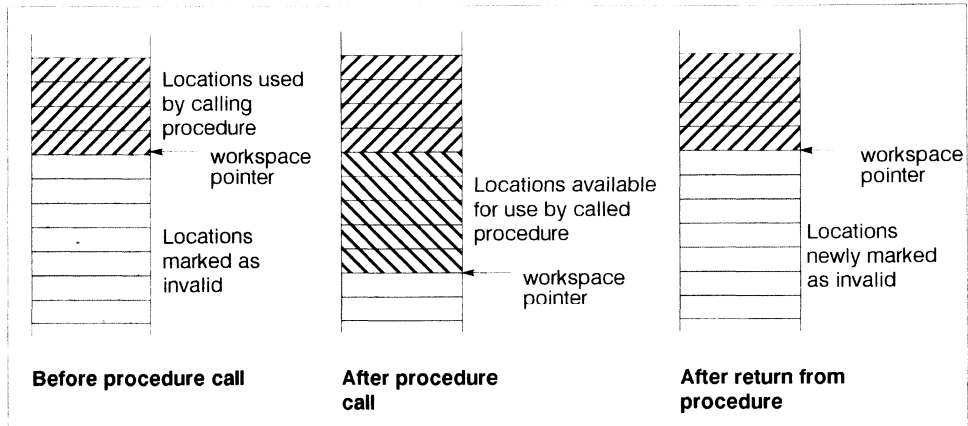 Locations used
by calling
procedure
workspace
pointer
Locations
marked as
invalid
Before procedure call
Locations available
for use by called
procedure
workspace
pointer
After procedure
call
workspace
pointer
Locations
newly marked
as invalid
After return from
procedure